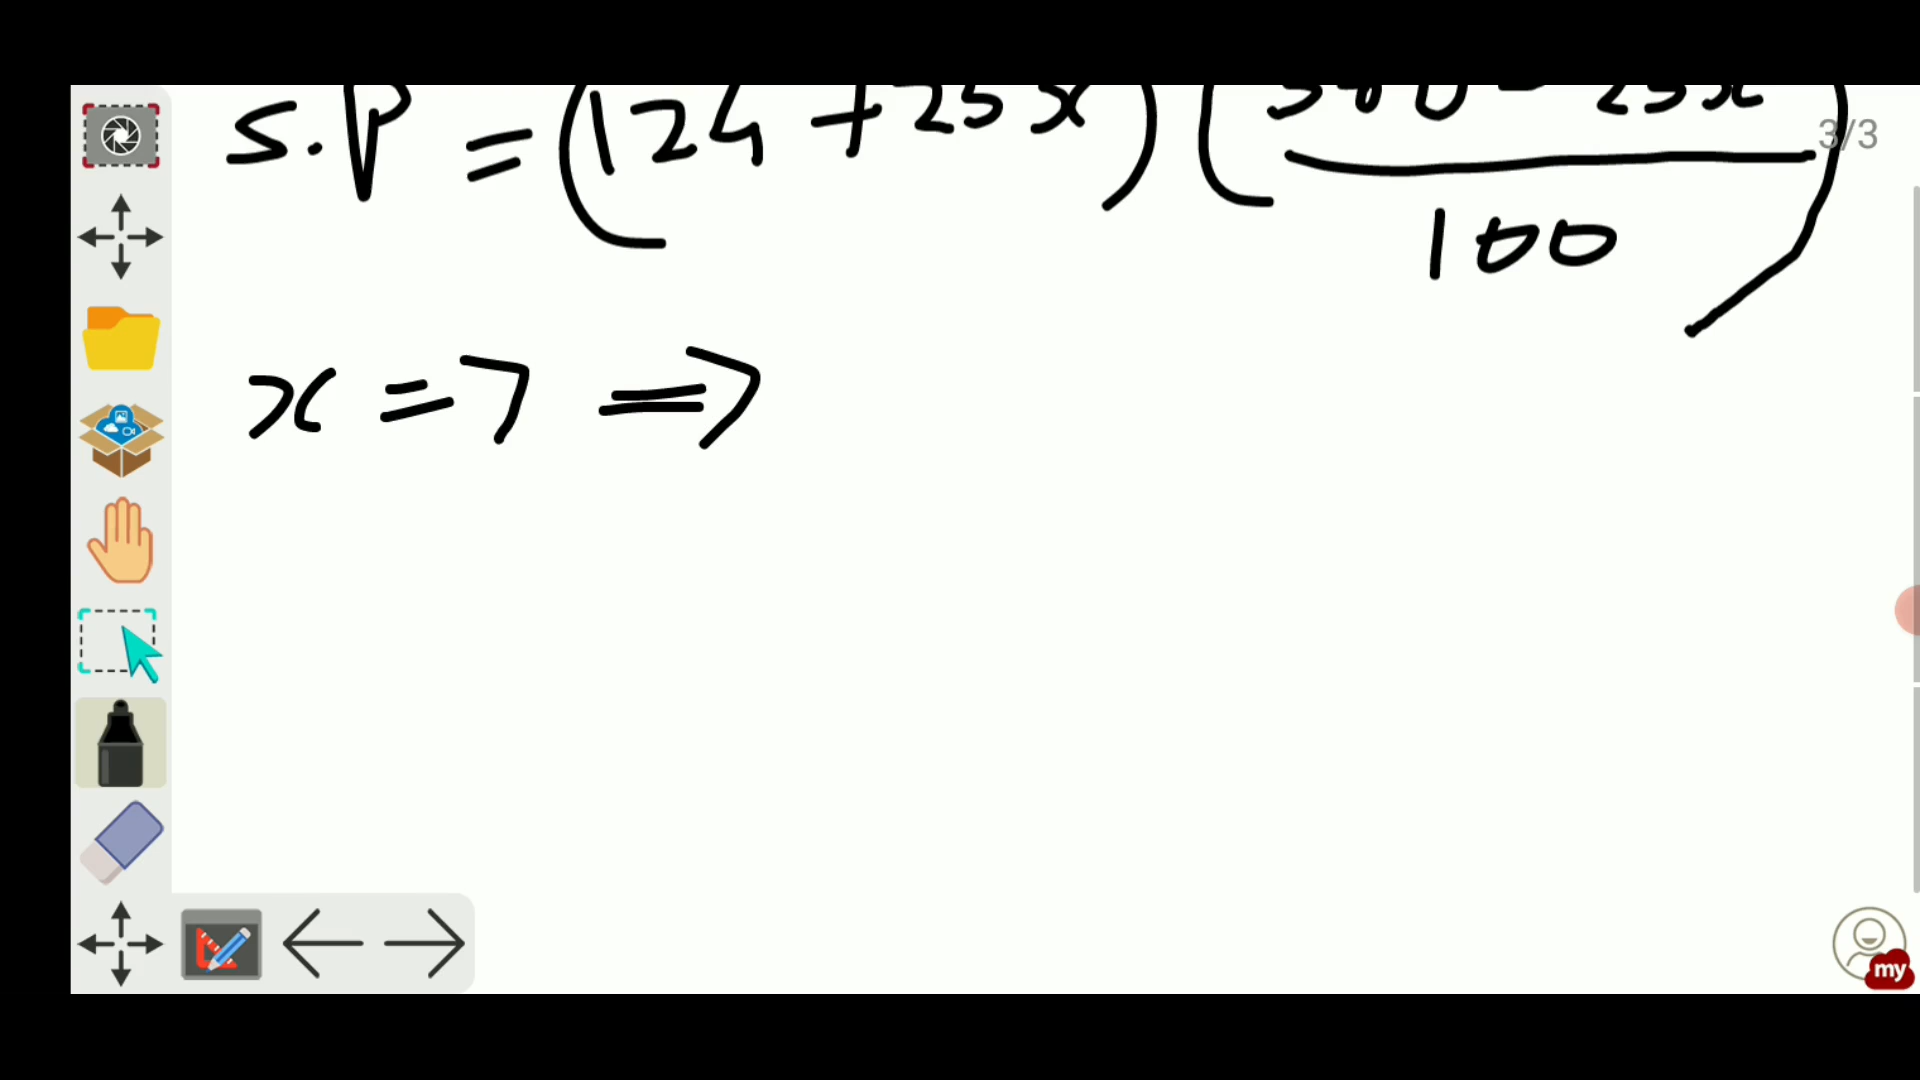 S.P = (124 + 25x) (
3/3
100
x = 7 ⇒
my